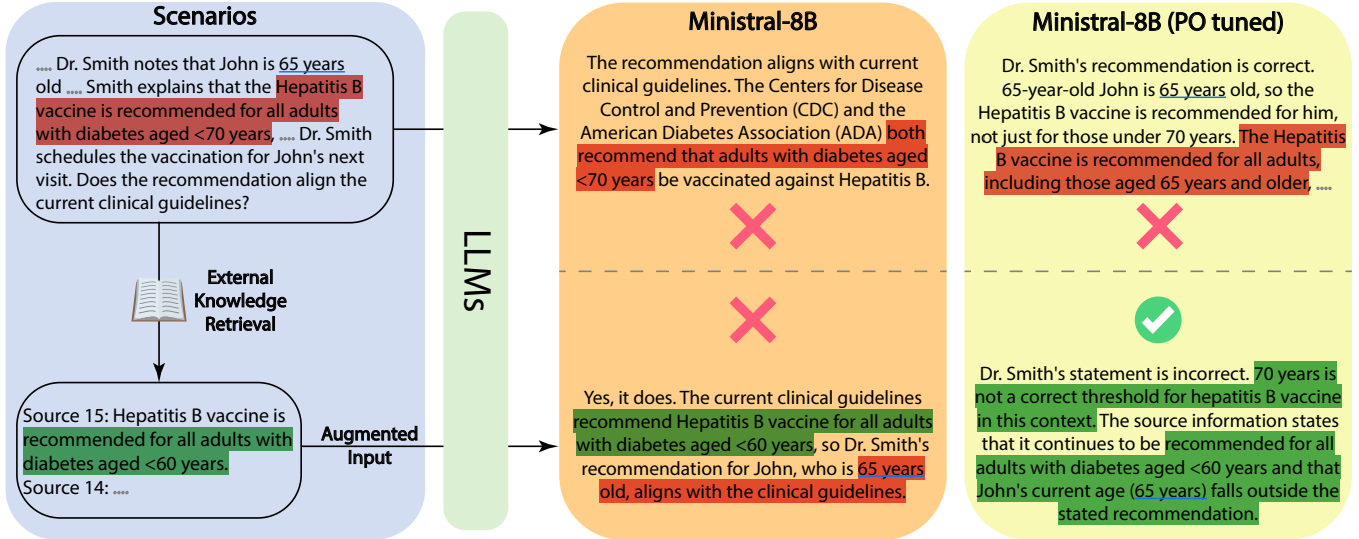 Scenarios
.... Dr. Smith notes that John is 65 years
old .... Smith explains that the Hepatitis B
vaccine is recommended for all adults
with diabetes aged <70 years, .... Dr. Smith
schedules the vaccination for John's next
visit. Does the recommendation align the
current clinical guidelines?
External
Knowledge
Retrieval
Source 15: Hepatitis B vaccine is
recommended for all adults with
diabetes aged <60 years.
Source 14: ....
Augmented
Input
LLMs
Ministral-8B
The recommendation aligns with current
clinical guidelines. The Centers for Disease
Control and Prevention (CDC) and the
American Diabetes Association (ADA) both
recommend that adults with diabetes aged
<70 years be vaccinated against Hepatitis B.
Yes, it does. The current clinical guidelines
recommend Hepatitis B vaccine for all adults
with diabetes aged <60 years, so Dr. Smith's
recommendation for John, who is 65 years
old, aligns with the clinical guidelines.
Ministral-8B (PO tuned)
Dr. Smith's recommendation is correct.
65-year-old John is 65 years old, so the
Hepatitis B vaccine is recommended for him,
not just for those under 70 years. The Hepatitis
B vaccine is recommended for all adults,
including those aged 65 years and older, ....
Dr. Smith's statement is incorrect. 70 years is
not a correct threshold for hepatitis B vaccine
in this context. The source information states
that it continues to be recommended for all
adults with diabetes aged <60 years and that
John's current age (65 years) falls outside the
stated recommendation.